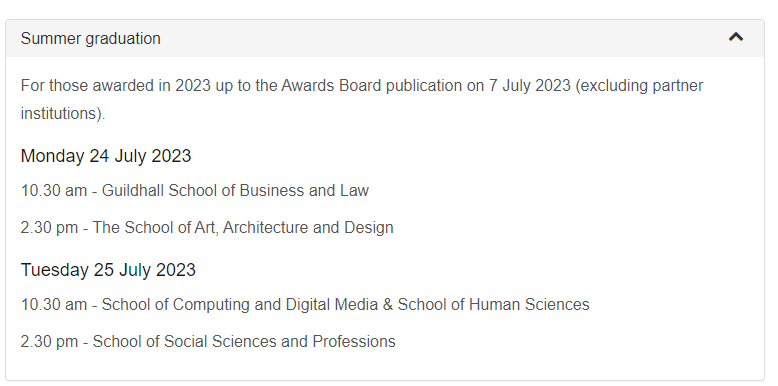 Summer graduation
For those awarded in 2023 up to the Awards Board publication on 7 July 2023 (excluding partner
institutions).
Monday 24 July 2023
10.30 am - Guildhall School of Business and Law
2.30 pm - The School of Art, Architecture and Design
Tuesday 25 July 2023
10.30 am - School of Computing and Digital Media & School of Human Sciences
2.30 pm - School of Social Sciences and Professions